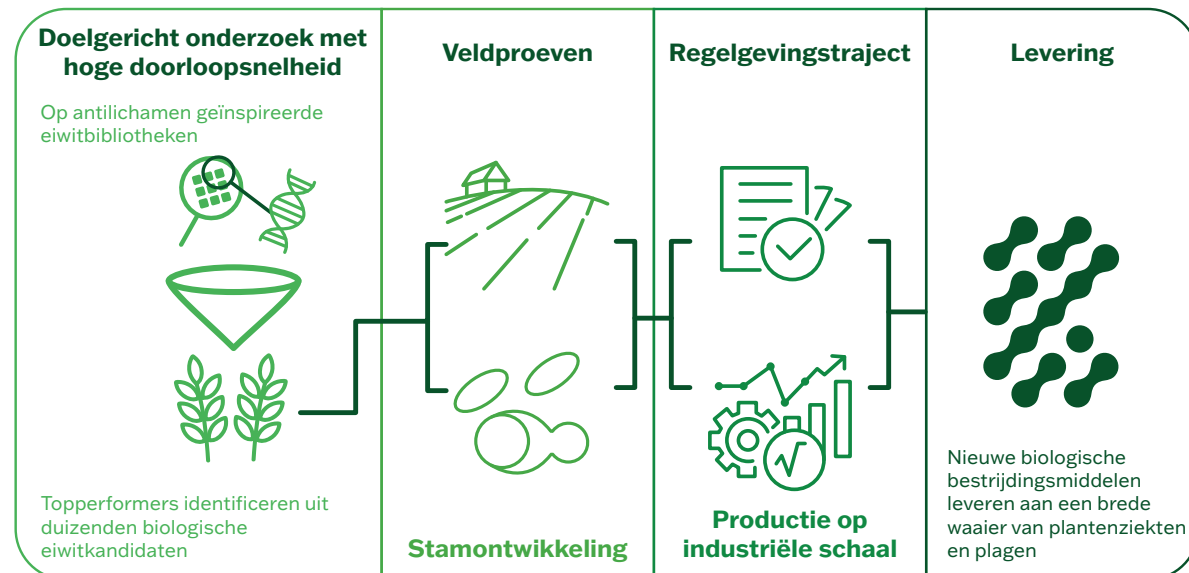 Doelgericht onderzoek met
hoge doorloopsnelheid
Op antilichamen geïnspireerde
eiwitbibliotheken
Topperformers identificeren uit
duizenden biologische
eiwitkandidaten
Veldproeven
Stamontwikkeling
Regelgevingstraject
Productie op
industriële schaal
Levering
Nieuwe biologische
bestrijdingsmiddelen
leveren aan een brede
waaier van plantenziekten
en plagen